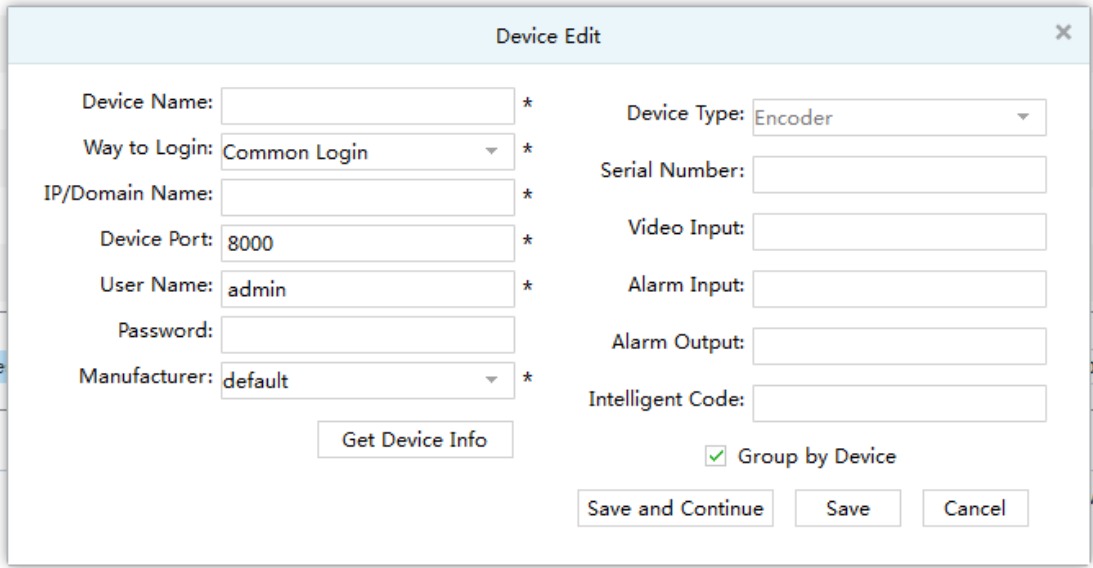 Device Edit
Device Name: *
Way to Login: Common Login *
IP/Domain Name: *
Device Port: 8000 *
User Name: admin *
Password:
Manufacturer: default *
Get Device Info
Device Type: Encoder
Serial Number:
Video Input:
Alarm Input:
Alarm Output:
Intelligent Code:
Group by Device
Save and Continue Save Cancel